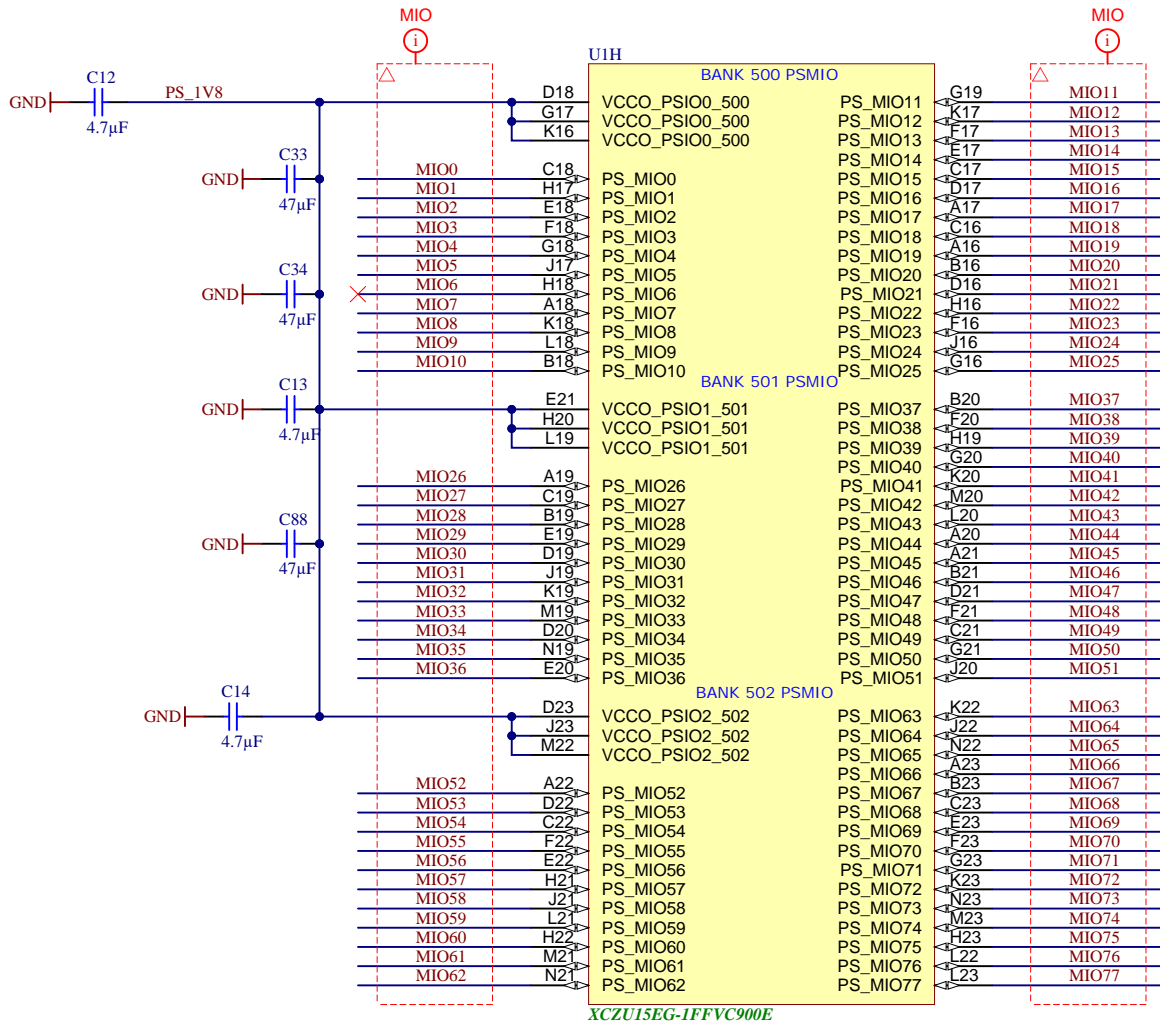 MIO
i
MIO
i
U1H
BANK 500 PSMIO
C12
GND
PS_1V8
4.7µF
D18 VCCO_PSIO0_500 PS_MIO11 G19 MIO11
G17 VCCO_PSIO0_500 PS_MIO12 K17 MIO12
K16 VCCO_PSIO0_500 PS_MIO13 F17 MIO13
PS_MIO14 E17 MIO14
C33
GND
47µF
MIO0 C18 PS_MIO0 PS_MIO15 C17 MIO15
MIO1 H17 PS_MIO1 PS_MIO16 D17 MIO16
MIO2 E18 PS_MIO2 PS_MIO17 A17 MIO17
MIO3 F18 PS_MIO3 PS_MIO18 C16 MIO18
MIO4 G18 PS_MIO4 PS_MIO19 A16 MIO19
C34
GND
47µF
MIO5 J17 PS_MIO5 PS_MIO20 B16 MIO20
MIO6 H18 PS_MIO6 PS_MIO21 D16 MIO21
MIO7 A18 PS_MIO7 PS_MIO22 H16 MIO22
MIO8 K18 PS_MIO8 PS_MIO23 F16 MIO23
MIO9 L18 PS_MIO9 PS_MIO24 J16 MIO24
MIO10 B18 PS_MIO10 PS_MIO25 G16 MIO25
BANK 501 PSMIO
C13
GND
4.7µF
E21 VCCO_PSIO1_501 PS_MIO37 B20 MIO37
H20 VCCO_PSIO1_501 PS_MIO38 F20 MIO38
L19 VCCO_PSIO1_501 PS_MIO39 H19 MIO39
PS_MIO40 G20 MIO40
MIO26 A19 PS_MIO26 PS_MIO41 K20 MIO41
MIO27 C19 PS_MIO27 PS_MIO42 M20 MIO42
MIO28 B19 PS_MIO28 PS_MIO43 L20 MIO43
C88
GND
47µF
MIO29 E19 PS_MIO29 PS_MIO44 A20 MIO44
MIO30 D19 PS_MIO30 PS_MIO45 A21 MIO45
MIO31 J19 PS_MIO31 PS_MIO46 B21 MIO46
MIO32 K19 PS_MIO32 PS_MIO47 D21 MIO47
MIO33 M19 PS_MIO33 PS_MIO48 F21 MIO48
MIO34 D20 PS_MIO34 PS_MIO49 C21 MIO49
MIO35 N19 PS_MIO35 PS_MIO50 G21 MIO50
MIO36 E20 PS_MIO36 PS_MIO51 J20 MIO51
BANK 502 PSMIO
C14
GND
4.7µF
D23 VCCO_PSIO2_502 PS_MIO63 K22 MIO63
J23 VCCO_PSIO2_502 PS_MIO64 J22 MIO64
M22 VCCO_PSIO2_502 PS_MIO65 N22 MIO65
PS_MIO66 A23 MIO66
MIO52 A22 PS_MIO52 PS_MIO67 B23 MIO67
MIO53 D22 PS_MIO53 PS_MIO68 C23 MIO68
MIO54 C22 PS_MIO54 PS_MIO69 E23 MIO69
MIO55 F22 PS_MIO55 PS_MIO70 F23 MIO70
MIO56 E22 PS_MIO56 PS_MIO71 G23 MIO71
MIO57 H21 PS_MIO57 PS_MIO72 K23 MIO72
MIO58 J21 PS_MIO58 PS_MIO73 N23 MIO73
MIO59 L21 PS_MIO59 PS_MIO74 M23 MIO74
MIO60 H22 PS_MIO60 PS_MIO75 H23 MIO75
MIO61 M21 PS_MIO61 PS_MIO76 L22 MIO76
MIO62 N21 PS_MIO62 PS_MIO77 L23 MIO77
XCZU15EG-1FFVC900E